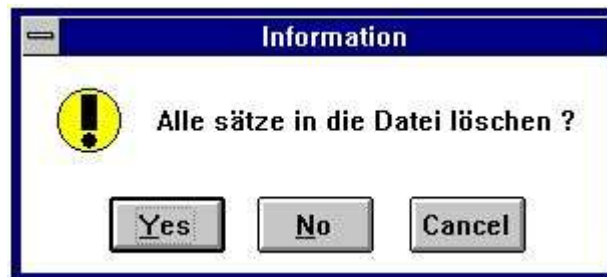 Information
Alle sätze in die Datei löschen ?
Yes No Cancel